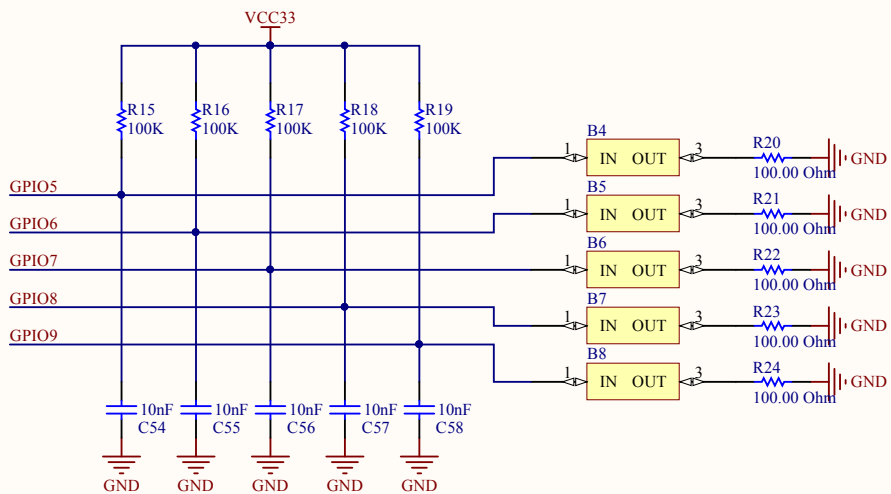 VCC33
R15
100K
R16
100K
R17
100K
R18
100K
R19
100K
GPIO5
GPIO6
GPIO7
GPIO8
GPIO9
B4
1 IN OUT 3
R20
100.00 Ohm
GND
B5
1 IN OUT 3
R21
100.00 Ohm
GND
B6
1 IN OUT 3
R22
100.00 Ohm
GND
B7
1 IN OUT 3
R23
100.00 Ohm
GND
B8
1 IN OUT 3
R24
100.00 Ohm
GND
10nF
C54
10nF
C55
10nF
C56
10nF
C57
10nF
C58
GND GND GND GND GND